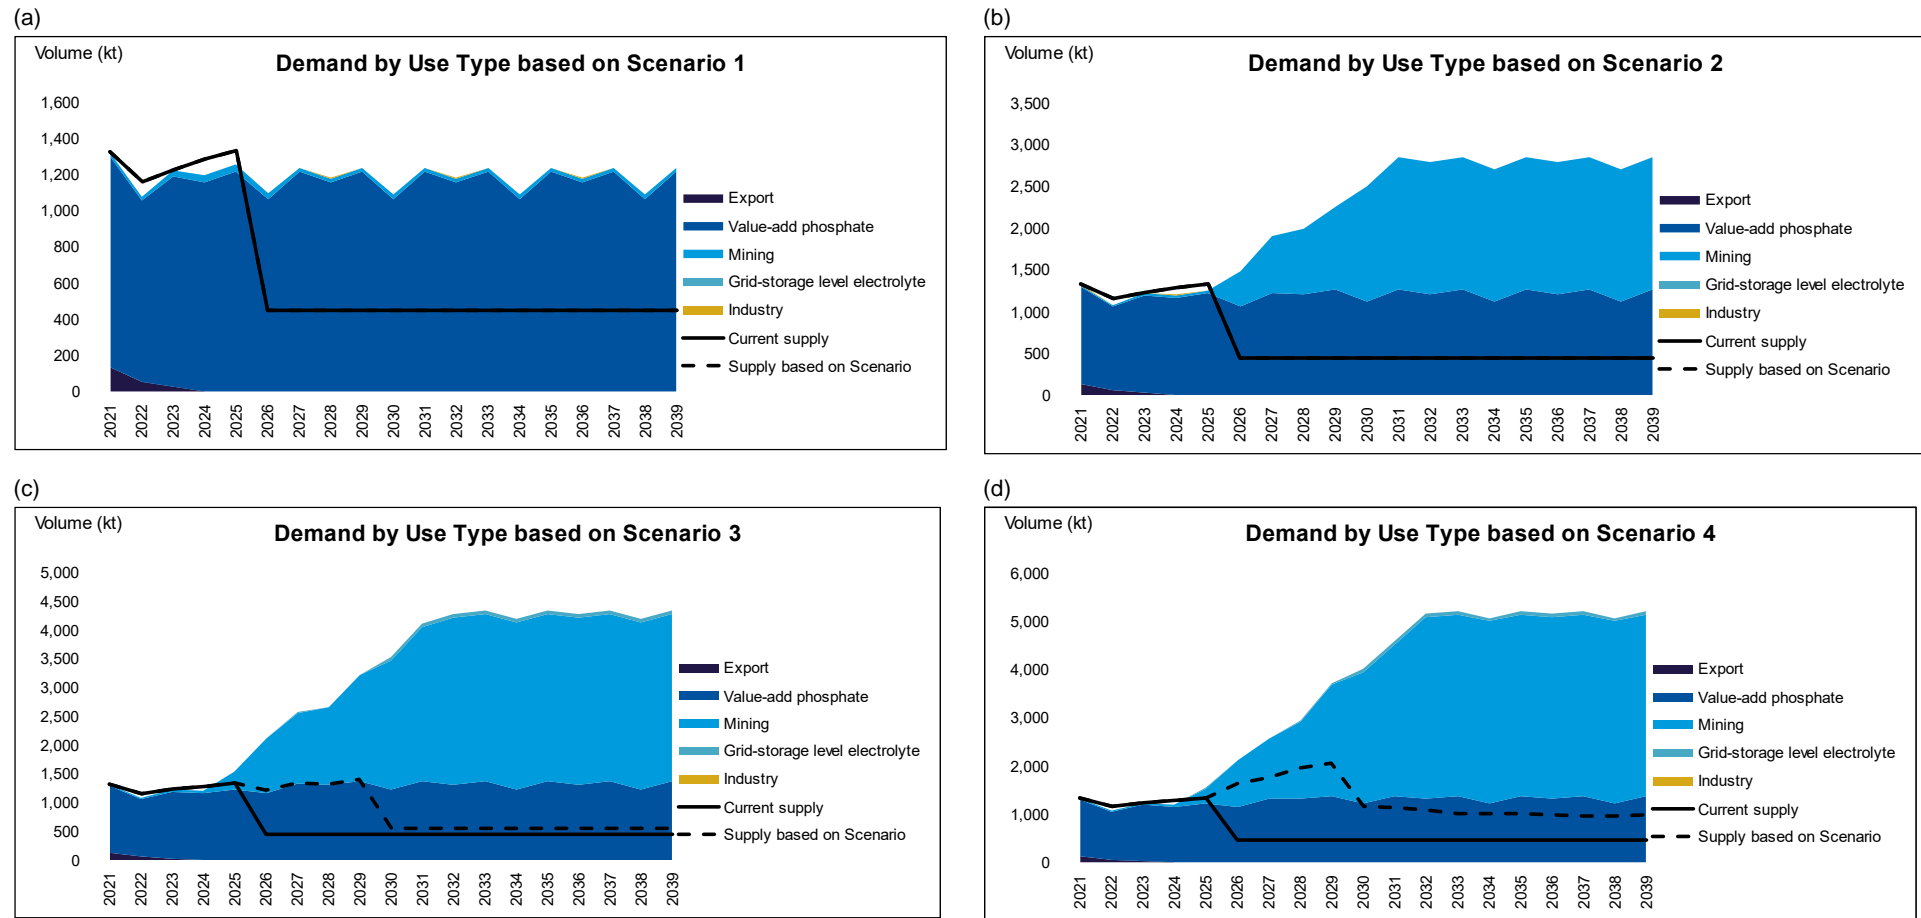 (a)
Volume (kt)
Demand by Use Type based on Scenario 1
1,600
1,400
1,200
1,000
800
600
400
200
0
2021
2022
2023
2024
2025
2026
2027
2028
2029
2030
2031
2032
2033
2034
2035
2036
2037
2038
2039
Export
Value-add phosphate
Mining
Grid-storage level electrolyte
Industry
Current supply
Supply based on Scenario
(b)
Volume (kt)
Demand by Use Type based on Scenario 2
3,500
3,000
2,500
2,000
1,500
1,000
500
0
2021
2022
2023
2024
2025
2026
2027
2028
2029
2030
2031
2032
2033
2034
2035
2036
2037
2038
2039
Export
Value-add phosphate
Mining
Grid-storage level electrolyte
Industry
Current supply
Supply based on Scenario
(c)
Volume (kt)
Demand by Use Type based on Scenario 3
5,000
4,500
4,000
3,500
3,000
2,500
2,000
1,500
1,000
500
0
2021
2022
2023
2024
2025
2026
2027
2028
2029
2030
2031
2032
2033
2034
2035
2036
2037
2038
2039
Export
Value-add phosphate
Mining
Grid-storage level electrolyte
Industry
Current supply
Supply based on Scenario
(d)
Volume (kt)
Demand by Use Type based on Scenario 4
6,000
5,000
4,000
3,000
2,000
1,000
0
2021
2022
2023
2024
2025
2026
2027
2028
2029
2030
2031
2032
2033
2034
2035
2036
2037
2038
2039
Export
Value-add phosphate
Mining
Grid-storage level electrolyte
Industry
Current supply
Supply based on Scenario